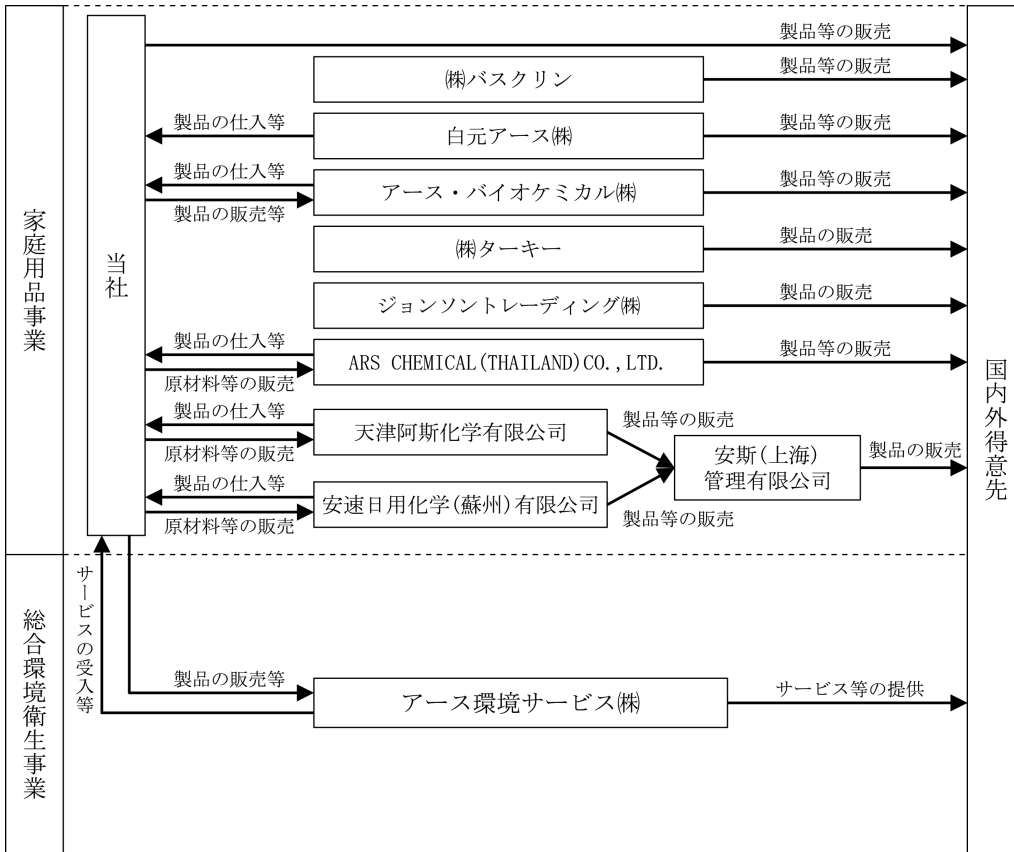 家庭用品事業
当社
製品等の販売
㈱バスクリン
製品等の販売
製品の仕入等
白元アース㈱
製品等の販売
製品の仕入等
製品の販売等
アース・バイオケミカル㈱
製品等の販売
㈱ターキー
製品の販売
ジョンソントレーディング㈱
製品の販売
製品の仕入等
原材料等の販売
ARS CHEMICAL(THAILAND)CO.,LTD.
製品等の販売
製品の仕入等
原材料等の販売
天津阿斯化学有限公司
製品等の販売
製品の仕入等
原材料等の販売
安速日用化学(蘇州)有限公司
製品等の販売
安斯(上海)
管理有限公司
製品の販売
国内外得意先
総合環境衛生事業
サービスの受入等
製品の販売等
アース環境サービス㈱
サービス等の提供